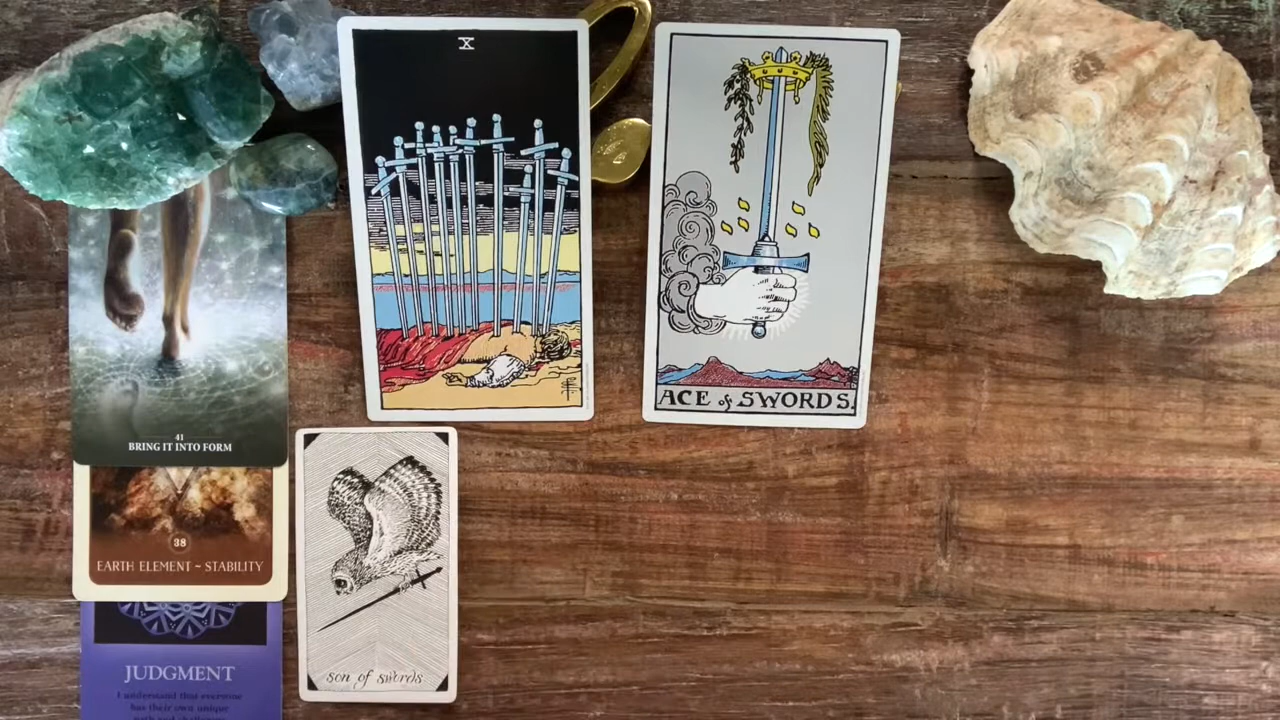 X
ACE of SWORDS.
41
BRING IT INTO FORM
38
EARTH ELEMENT ~ STABILITY
son of swords
JUDGMENT
I understand that everyone
has their own unique